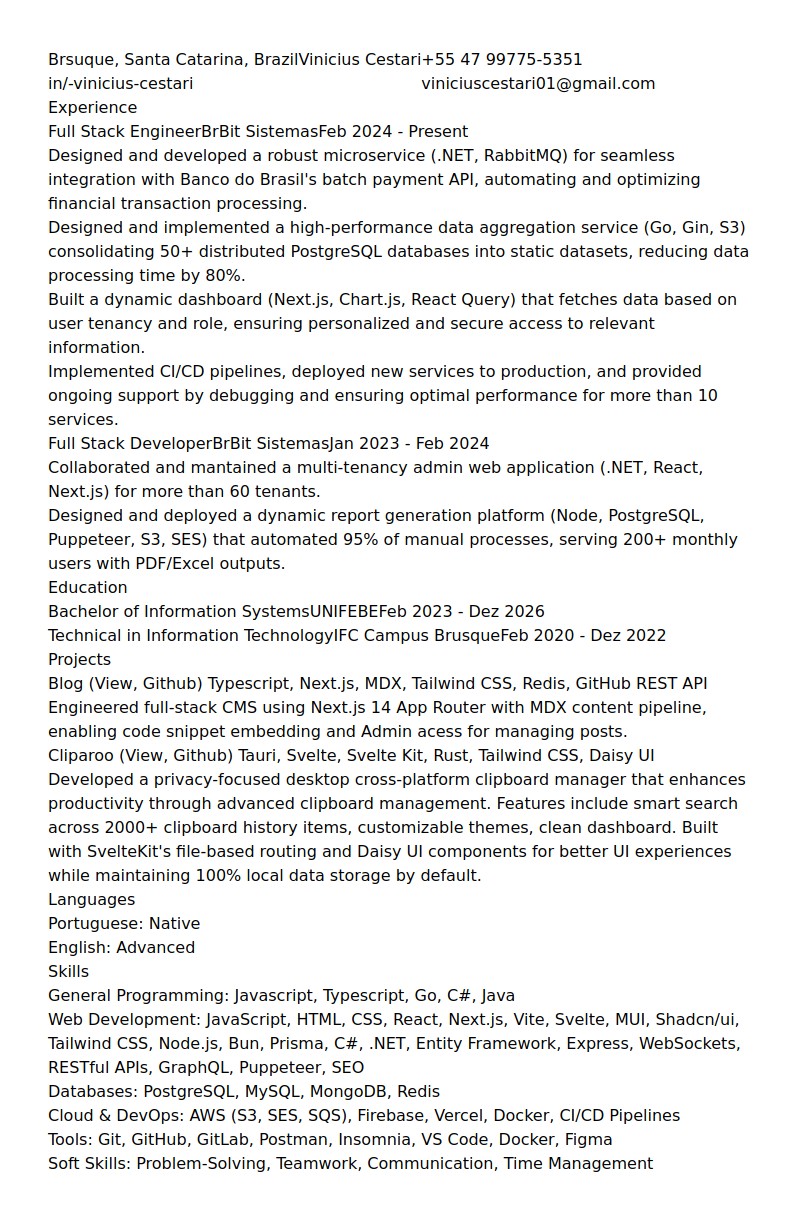 Brsuque, Santa Catarina, BrazilVinicius Cestari+55 47 99775-5351
in/-vinicius-cestari viniciuscestari01@gmail.com
Experience
Full Stack EngineerBrBit SistemasFeb 2024 - Present
Designed and developed a robust microservice (.NET, RabbitMQ) for seamless
integration with Banco do Brasil's batch payment API, automating and optimizing
financial transaction processing.
Designed and implemented a high-performance data aggregation service (Go, Gin, S3)
consolidating 50+ distributed PostgreSQL databases into static datasets, reducing data
processing time by 80%.
Built a dynamic dashboard (Next.js, Chart.js, React Query) that fetches data based on
user tenancy and role, ensuring personalized and secure access to relevant
information.
Implemented CI/CD pipelines, deployed new services to production, and provided
ongoing support by debugging and ensuring optimal performance for more than 10
services.
Full Stack DeveloperBrBit SistemasJan 2023 - Feb 2024
Collaborated and mantained a multi-tenancy admin web application (.NET, React,
Next.js) for more than 60 tenants.
Designed and deployed a dynamic report generation platform (Node, PostgreSQL,
Puppeteer, S3, SES) that automated 95% of manual processes, serving 200+ monthly
users with PDF/Excel outputs.
Education
Bachelor of Information SystemsUNIFEBEFeb 2023 - Dez 2026
Technical in Information TechnologyIFC Campus BrusqueFeb 2020 - Dez 2022
Projects
Blog (View, Github) Typescript, Next.js, MDX, Tailwind CSS, Redis, GitHub REST API
Engineered full-stack CMS using Next.js 14 App Router with MDX content pipeline,
enabling code snippet embedding and Admin acess for managing posts.
Cliparoo (View, Github) Tauri, Svelte, Svelte Kit, Rust, Tailwind CSS, Daisy UI
Developed a privacy-focused desktop cross-platform clipboard manager that enhances
productivity through advanced clipboard management. Features include smart search
across 2000+ clipboard history items, customizable themes, clean dashboard. Built
with SvelteKit's file-based routing and Daisy UI components for better UI experiences
while maintaining 100% local data storage by default.
Languages
Portuguese: Native
English: Advanced
Skills
General Programming: Javascript, Typescript, Go, C#, Java
Web Development: JavaScript, HTML, CSS, React, Next.js, Vite, Svelte, MUI, Shadcn/ui,
Tailwind CSS, Node.js, Bun, Prisma, C#, .NET, Entity Framework, Express, WebSockets,
RESTful APIs, GraphQL, Puppeteer, SEO
Databases: PostgreSQL, MySQL, MongoDB, Redis
Cloud & DevOps: AWS (S3, SES, SQS), Firebase, Vercel, Docker, CI/CD Pipelines
Tools: Git, GitHub, GitLab, Postman, Insomnia, VS Code, Docker, Figma
Soft Skills: Problem-Solving, Teamwork, Communication, Time Management